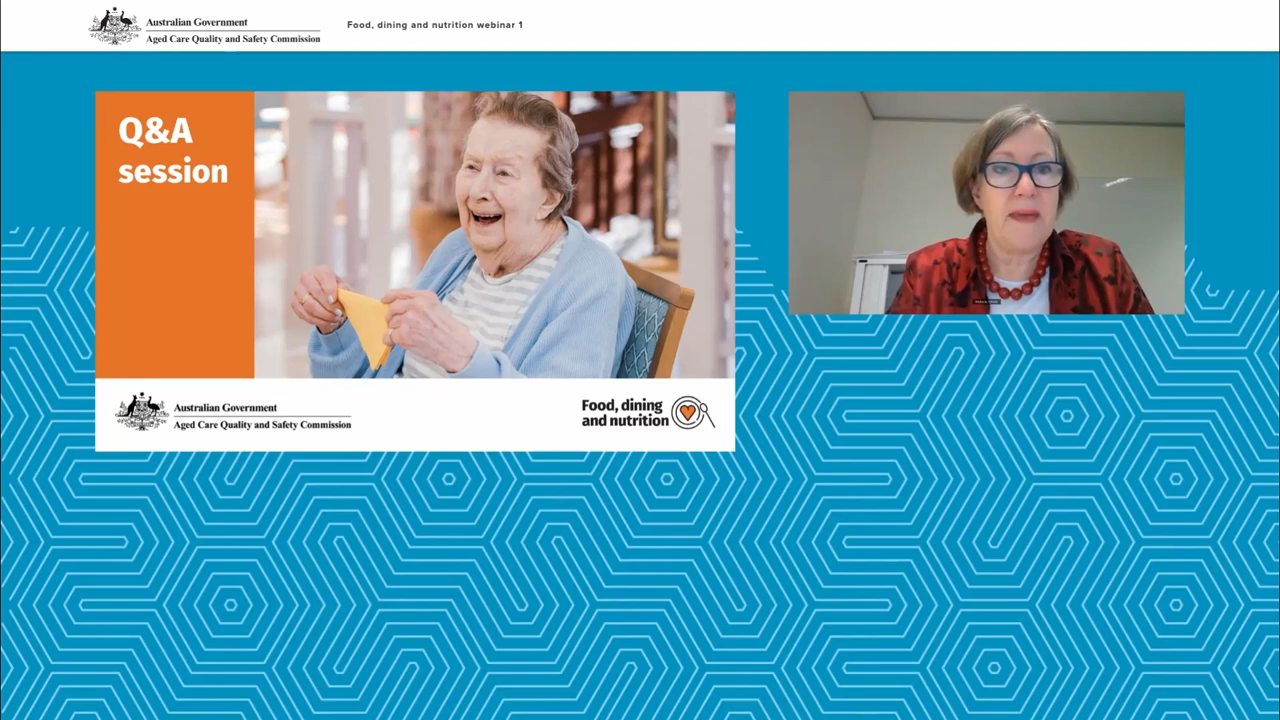 Australian Government
Aged Care Quality and Safety Commission
Food, dining and nutrition webinar 1
Q&A
session
Australian Government
Aged Care Quality and Safety Commission
Food, dining
and nutrition